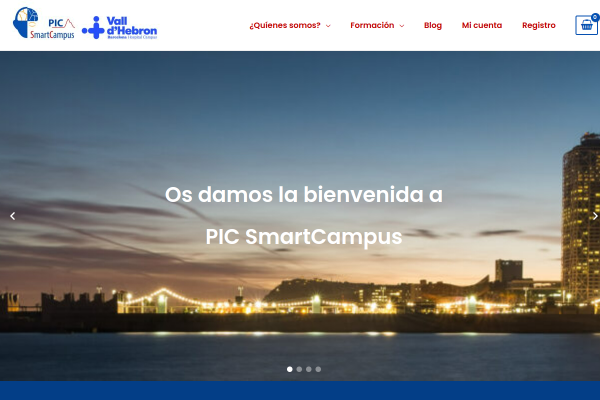 PIC
SmartCampus
Vall
d'Hebron
Barcelona Hospital Campus
¿Quienes somos?
Formación
Blog
Mi cuenta
Registro
0
Os damos la bienvenida a
PIC SmartCampus